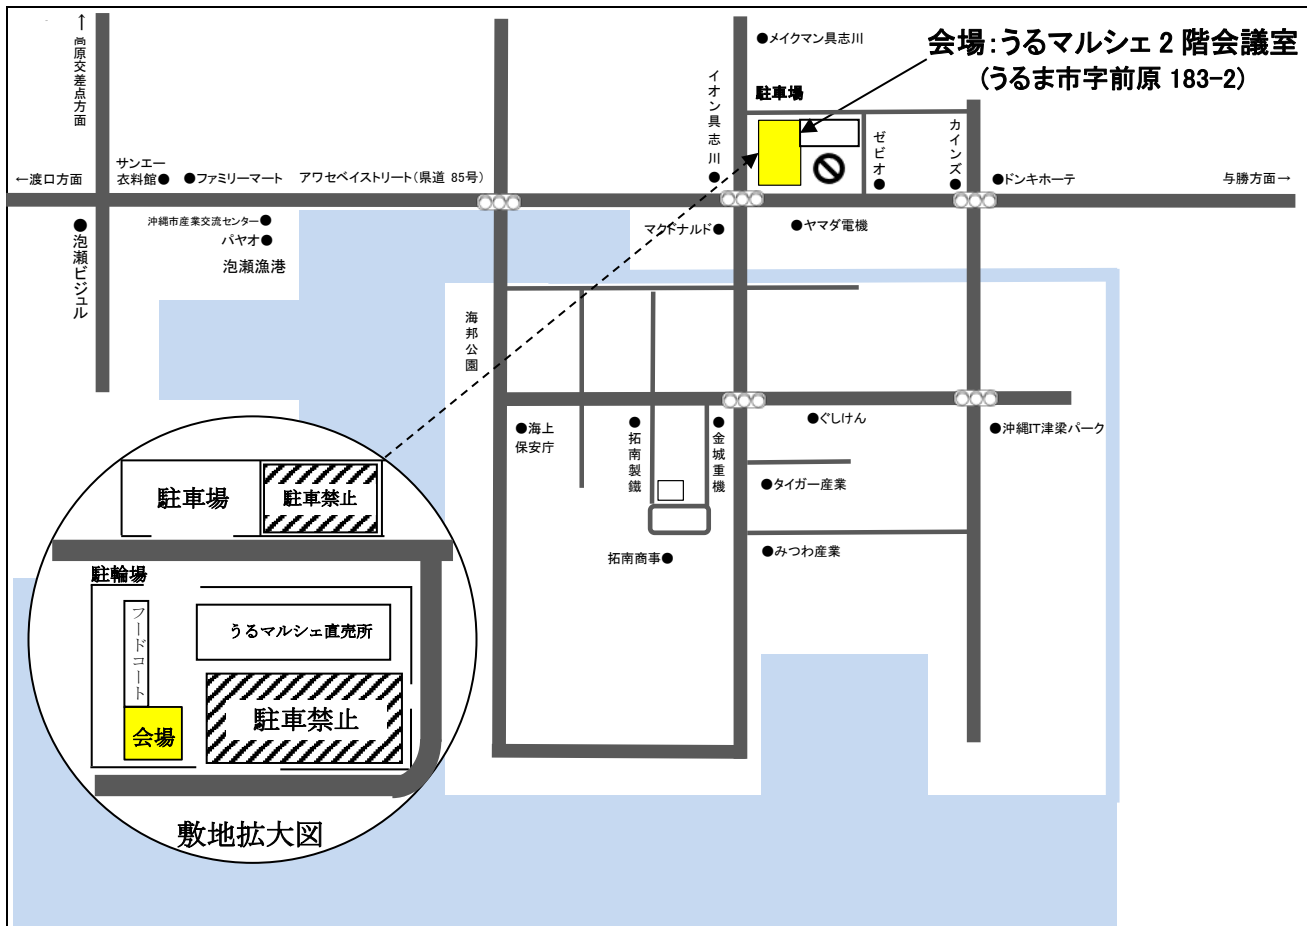 ↑高原交差点方面
●メイクマン具志川
会場：うるマルシェ2階会議室
(うるま市字前原 183-2)
イオン具志川●
駐車場
ゼビオ●
カインズ●
サンエー
衣料館●
●ファミリーマート
アワセベイストリート（県道 85号）
←渡口方面
●ドンキホーテ
与勝方面→
●泡瀬ビジュル
沖縄市産業交流センター●
パヤオ●
泡瀬漁港
マクドナルド●
●ヤマダ電機
海邦公園
●海上
保安庁
●拓南製鐵
●金城重機
●ぐしけん
●沖縄IT津梁パーク
●タイガー産業
拓南商事●
●みつわ産業
駐車場
駐車禁止
駐輪場
フードコート
うるマルシェ直売所
駐車禁止
会場
敷地拡大図